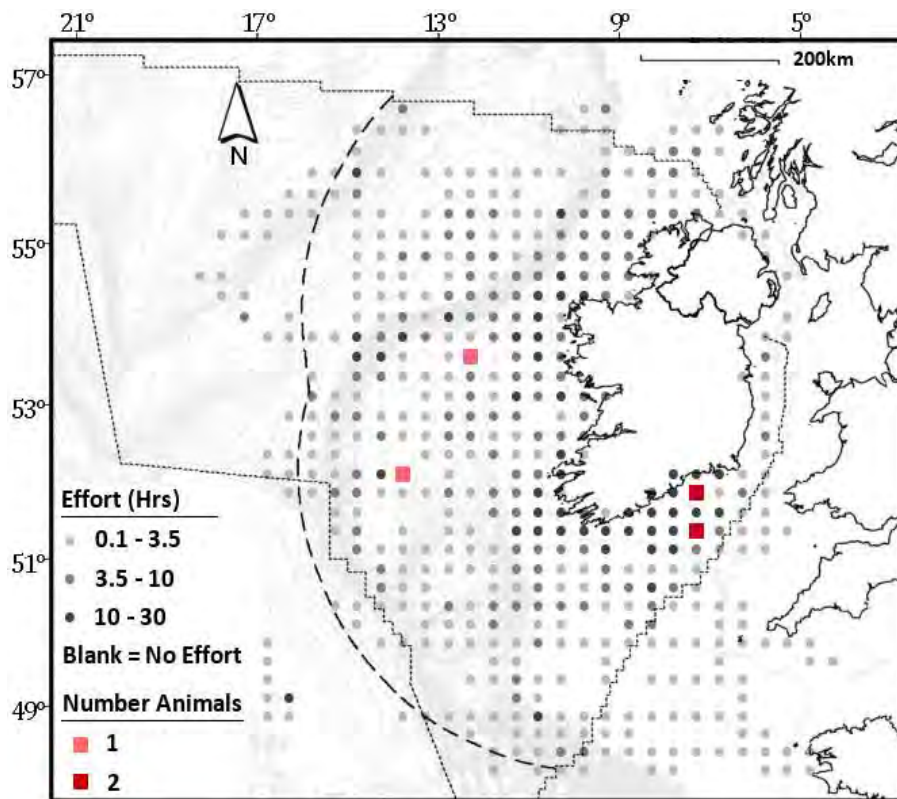 21º 17º 13º 9º 5º
57º
200km
N
55º
53º
Effort (Hrs)
0.1 - 3.5
51º
3.5 - 10
10 - 30
Blank = No Effort
Number Animals
49º
1
2